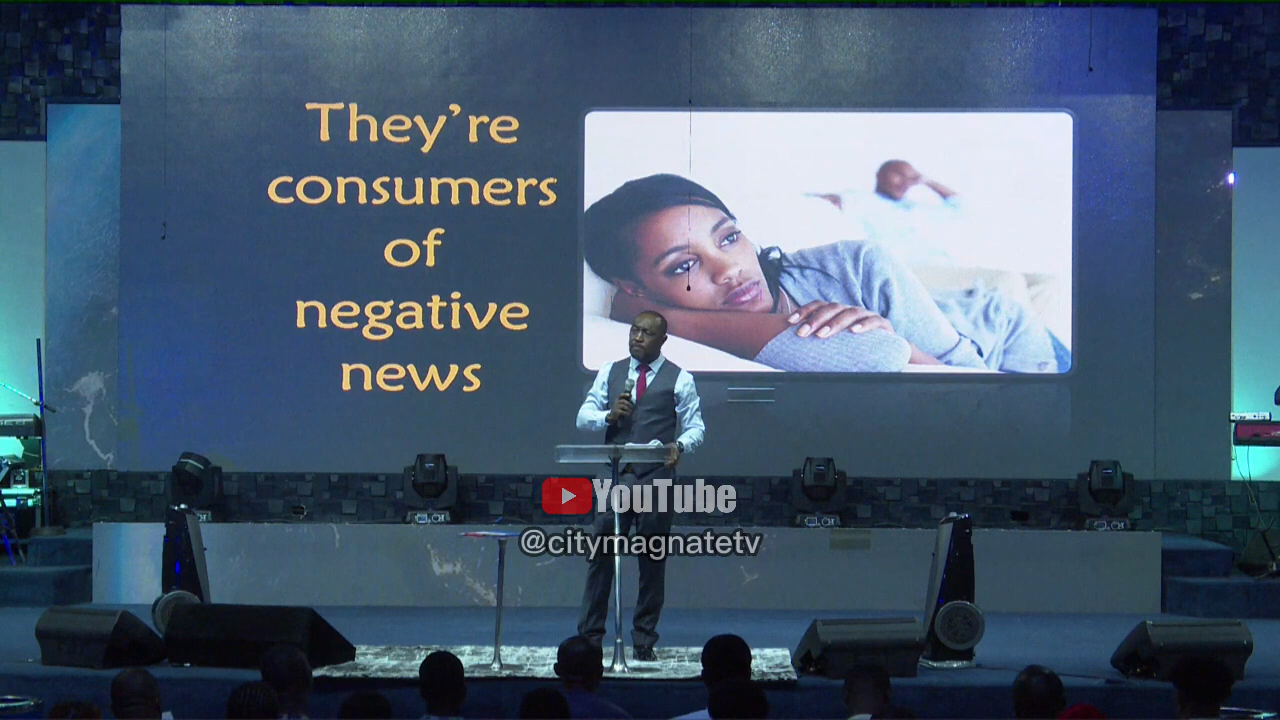 They're
consumers
of
negative
news
YouTube
@citymagnatetv